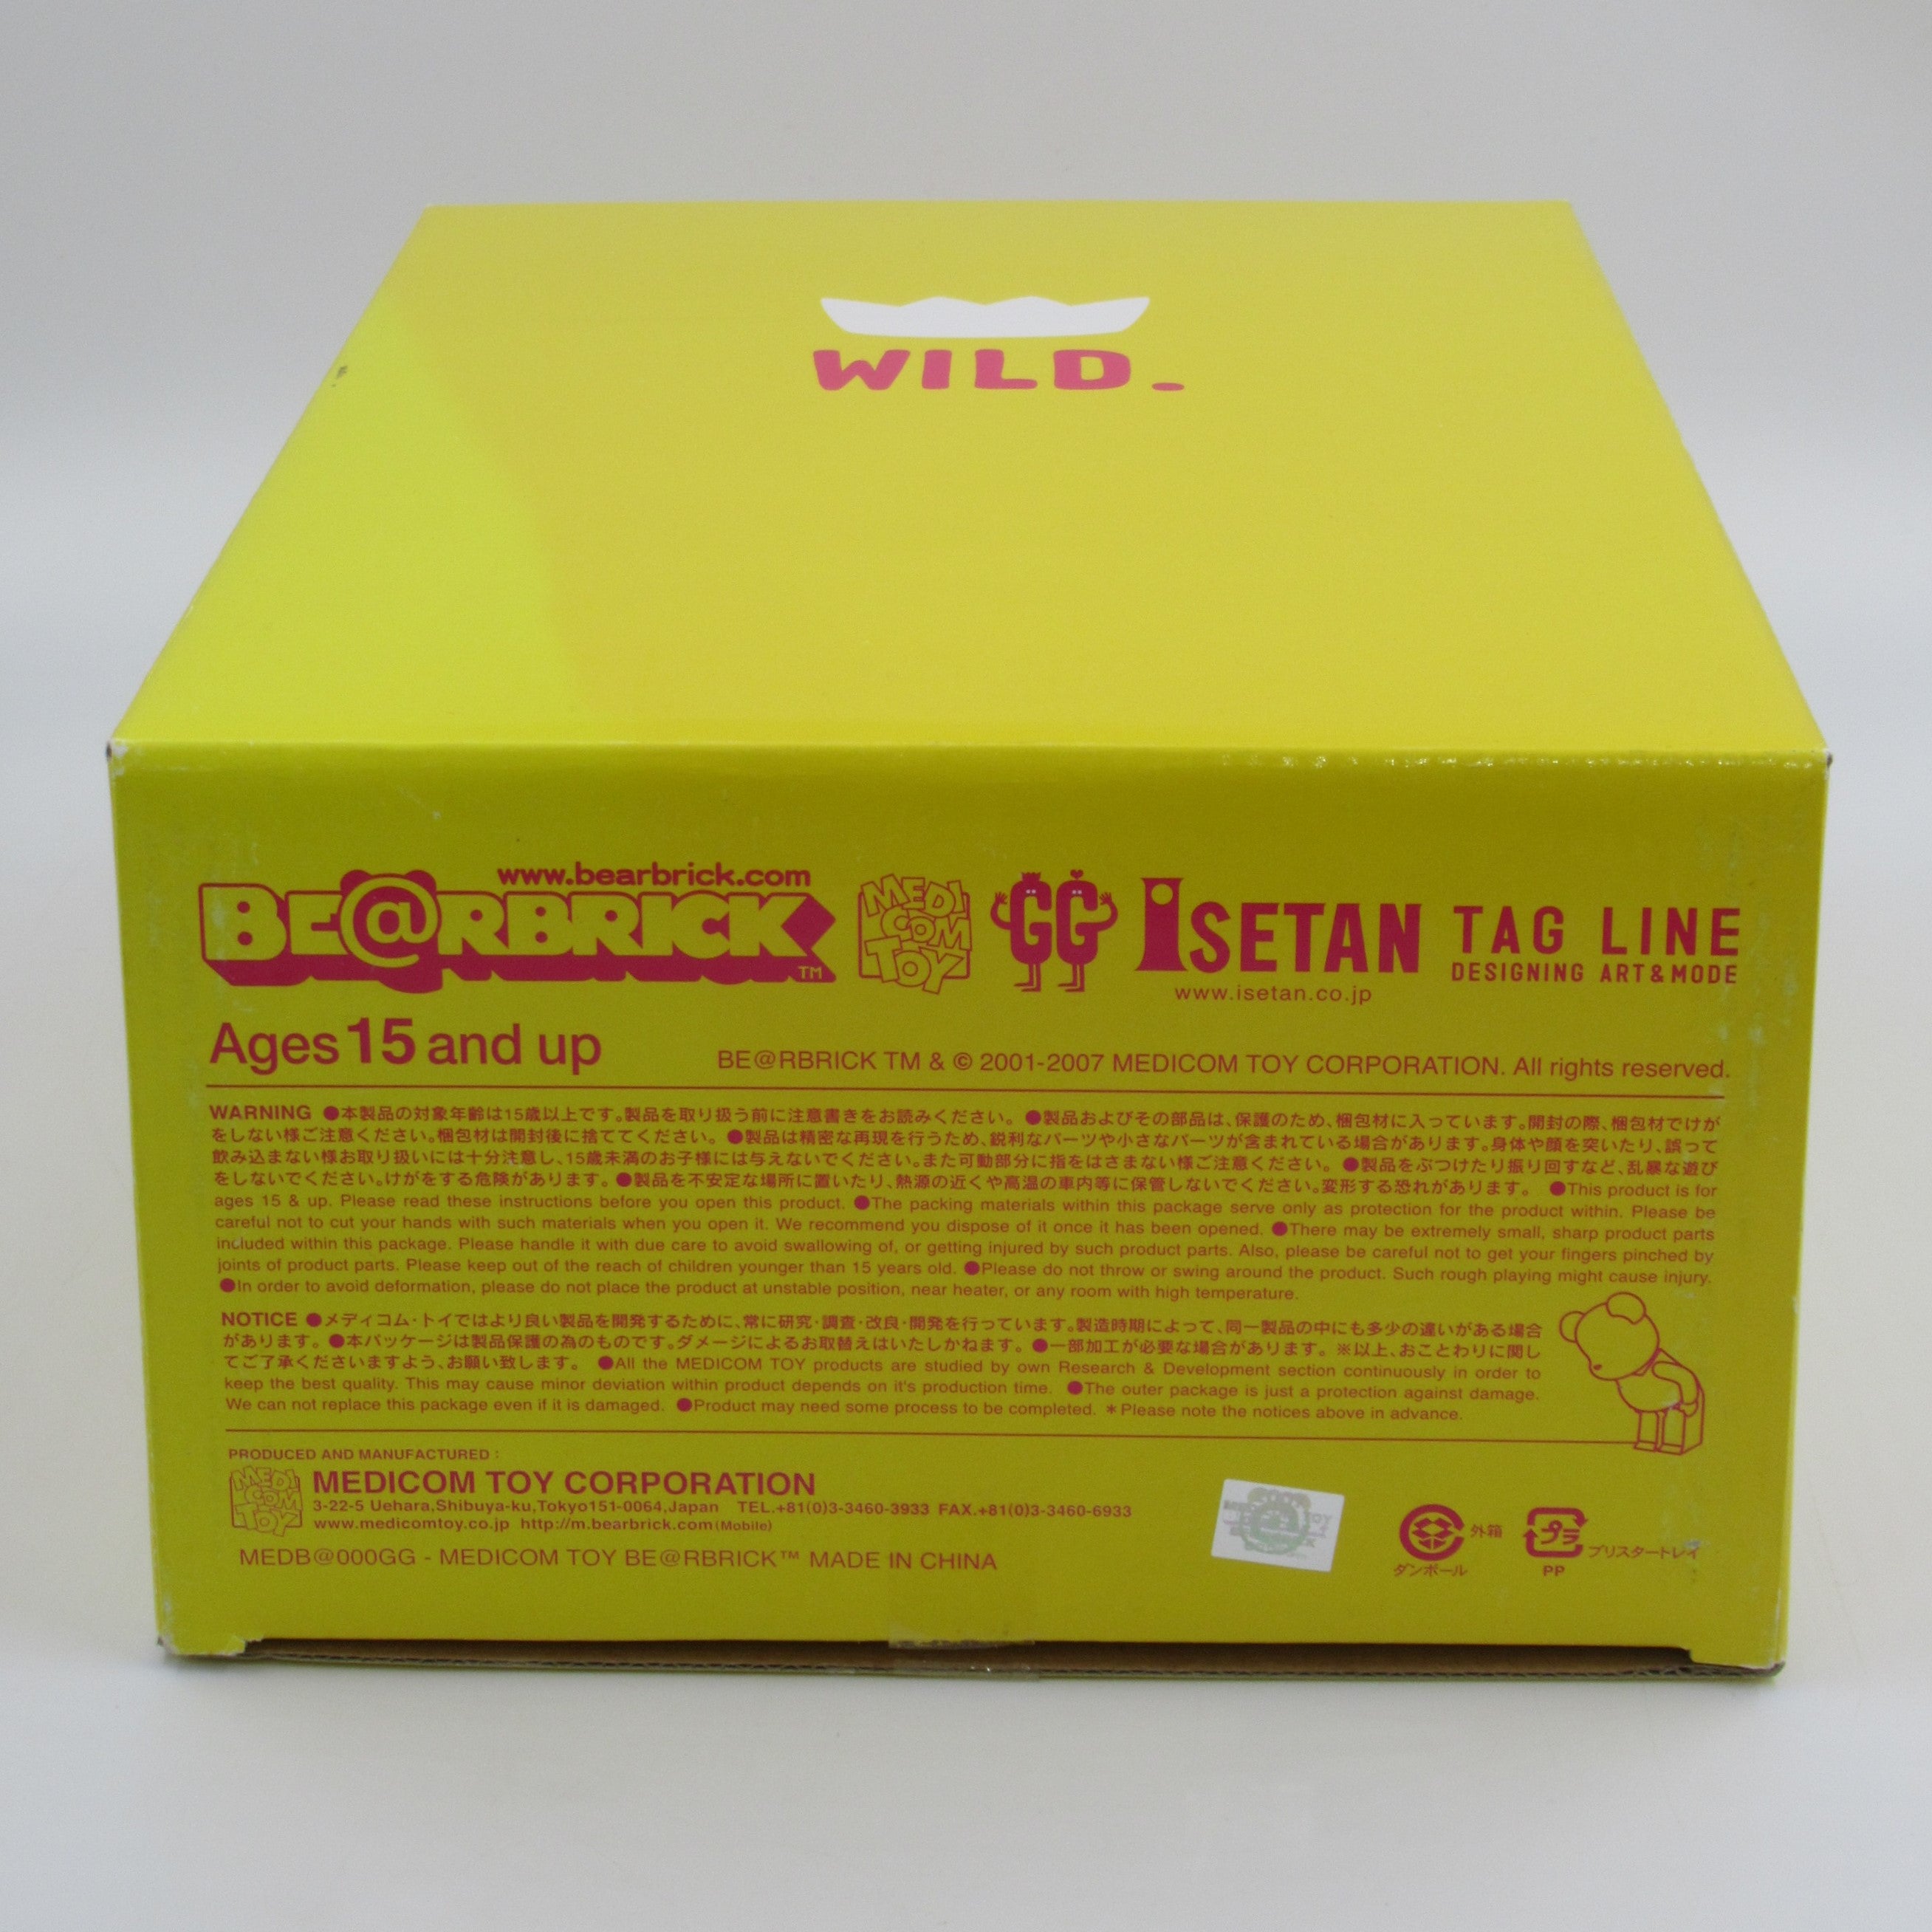 WILD.
www.bearbrick.com
BE@RBRICK TM
MEDI COM TOY
GG
ISETAN
www.isetan.co.jp
TAG LINE
DESIGNING ART&MODE
Ages 15 and up
BE@RBRICK TM & © 2001-2007 MEDICOM TOY CORPORATION. All rights reserved.
WARNING ●本製品の対象年齢は15歳以上です。製品を取り扱う前に注意書きをお読みください。 ●製品およびその部品は、保護のため、梱包材に入っています。開封の際、梱包材でけが
をしない様ご注意ください。梱包材は開封後に捨ててください。 ●製品は精密な再現を行うため、鋭利なパーツや小さなパーツが含まれている場合があります。身体や顔を突いたり、誤って
飲み込まない様お取り扱いには十分注意し、15歳未満のお子様には与えないでください。また可動部分に指をはさまない様ご注意ください。 ●製品をぶつけたり振り回すなど、乱暴な遊び
をしないでください。けがをする危険があります。 ●製品を不安定な場所に置いたり、熱源の近くや高温の車内等に保管しないでください。変形する恐れがあります。 ●This product is for
ages 15 & up. Please read these instructions before you open this product. ●The packing materials within this package serve only as protection for the product within. Please be
careful not to cut your hands with such materials when you open it. We recommend you dispose of it once it has been opened. ●There may be extremely small, sharp product parts
included within this package. Please handle it with due care to avoid swallowing of, or getting injured by such product parts. Also, please be careful not to get your fingers pinched by
joints of product parts. Please keep out of the reach of children younger than 15 years old. ●Please do not throw or swing around the product. Such rough playing might cause injury.
●In order to avoid deformation, please do not place the product at unstable position, near heater, or any room with high temperature.
NOTICE ●メディコム・トイではより良い製品を開発するために、常に研究・調査・改良・開発を行っています。製造時期によって、同一製品の中にも多少の違いがある場合
があります。 ●本パッケージは製品保護の為のものです。ダメージによるお取替えはいたしかねます。 ●一部加工が必要な場合があります。 ※以上、おことわりに関し
てご了承くださいますよう、お願い致します。 ●All the MEDICOM TOY products are studied by own Research & Development section continuously in order to
keep the best quality. This may cause minor deviation within product depends on it's production time. ●The outer package is just a protection against damage.
We can not replace this package even if it is damaged. ●Product may need some process to be completed. *Please note the notices above in advance.
PRODUCED AND MANUFACTURED :
MEDI COM TOY
MEDICOM TOY CORPORATION
3-22-5 Uehara,Shibuya-ku,Tokyo151-0064,Japan TEL.+81(0)3-3460-3933 FAX.+81(0)3-3460-6933
www.medicomtoy.co.jp http://m.bearbrick.com(Mobile)
MEDB@000GG - MEDICOM TOY BE@RBRICK™ MADE IN CHINA
外箱
ダンボール
プラ
ブリスタートレイ
PP